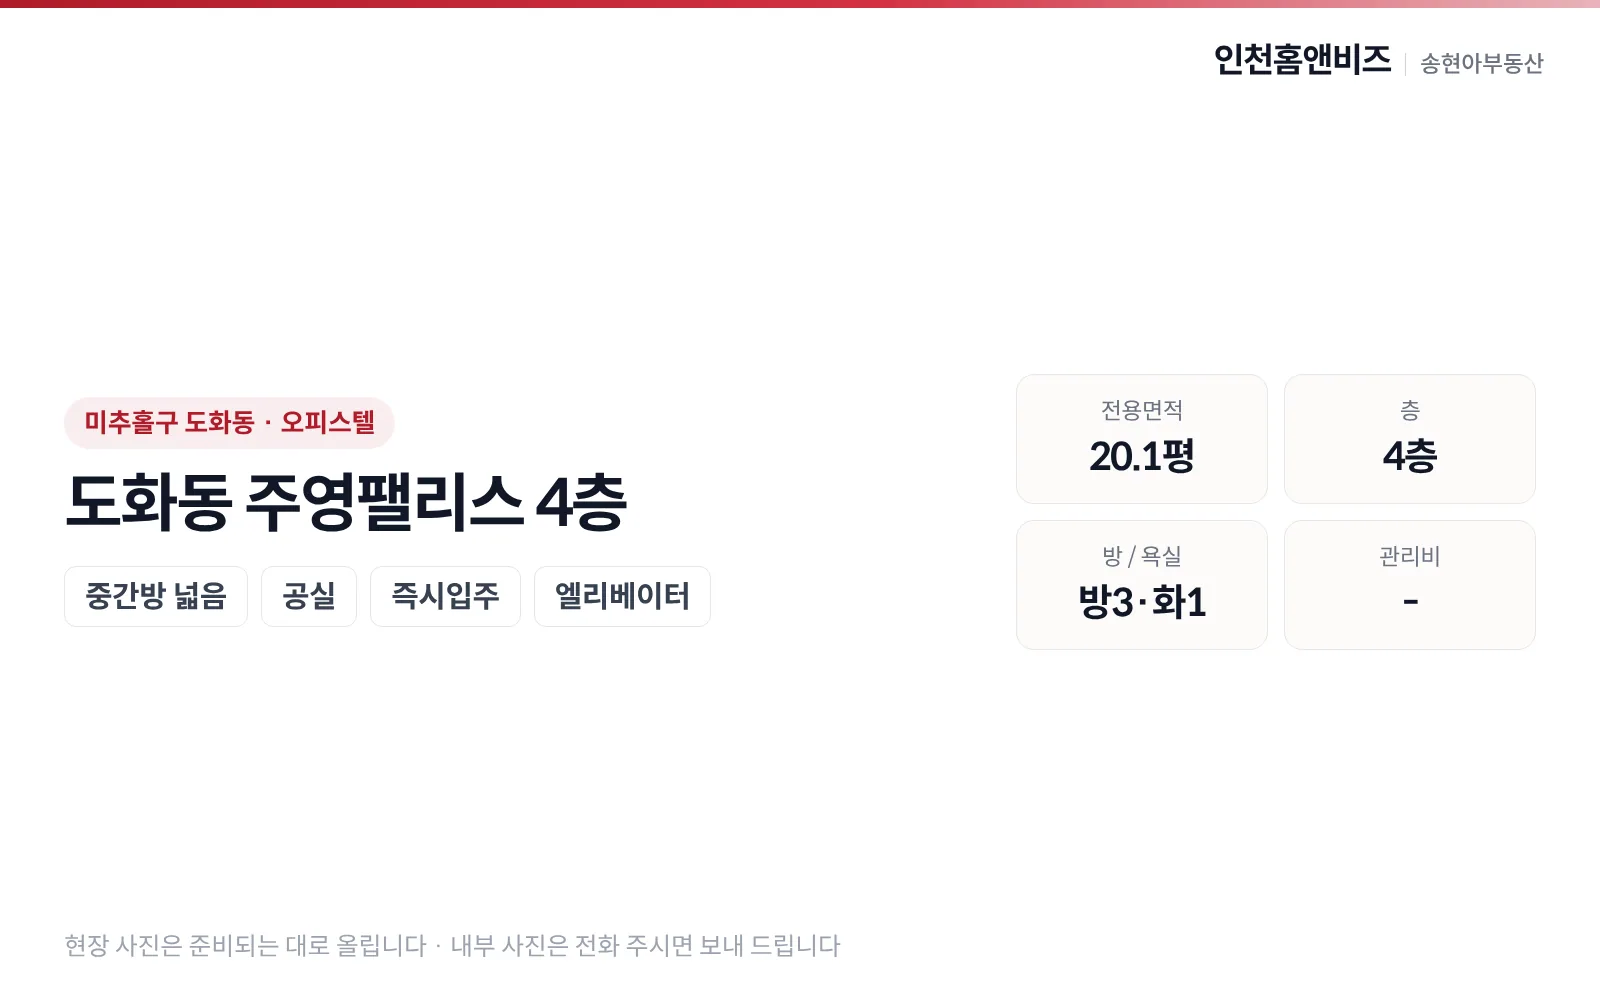 인천홈앤비즈 | 송현아부동산
미추홀구 도화동 · 오피스텔
도화동 주영팰리스 4층
중간방 넓음 공실 즉시입주 엘리베이터
전용면적
20.1평
층
4층
방 / 욕실
방3·화1
관리비
-
현장 사진은 준비되는 대로 올립니다 · 내부 사진은 전화 주시면 보내 드립니다